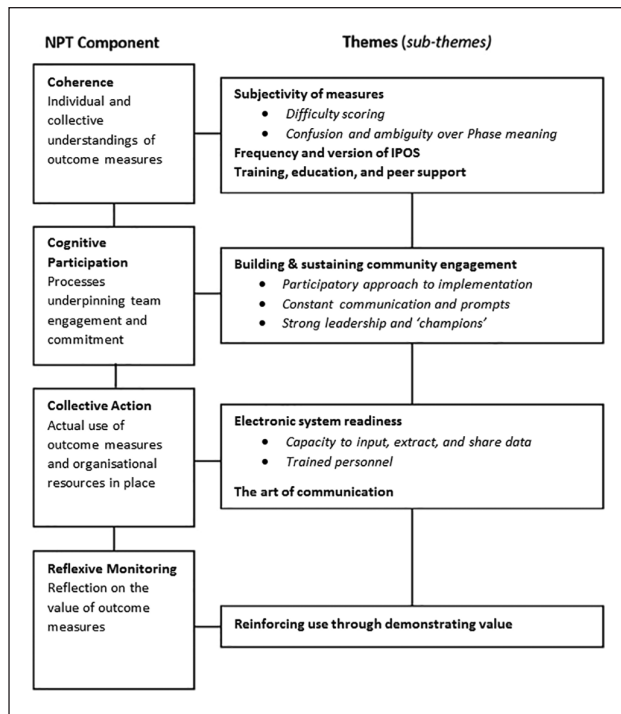 NPT Component
Themes (sub-themes)
Coherence
Individual and
collective
understandings of
outcome measures
Subjectivity of measures
• Difficulty scoring
• Confusion and ambiguity over Phase meaning
Frequency and version of IPOS
Training, education, and peer support
Cognitive
Participation
Processes
underpinning team
engagement and
commitment
Building & sustaining community engagement
• Participatory approach to implementation
• Constant communication and prompts
• Strong leadership and ‘champions’
Collective Action
Actual use of
outcome measures
and organisational
resources in place
Electronic system readiness
• Capacity to input, extract, and share data
• Trained personnel
The art of communication
Reflexive Monitoring
Reflection on the
value of outcome
measures
Reinforcing use through demonstrating value